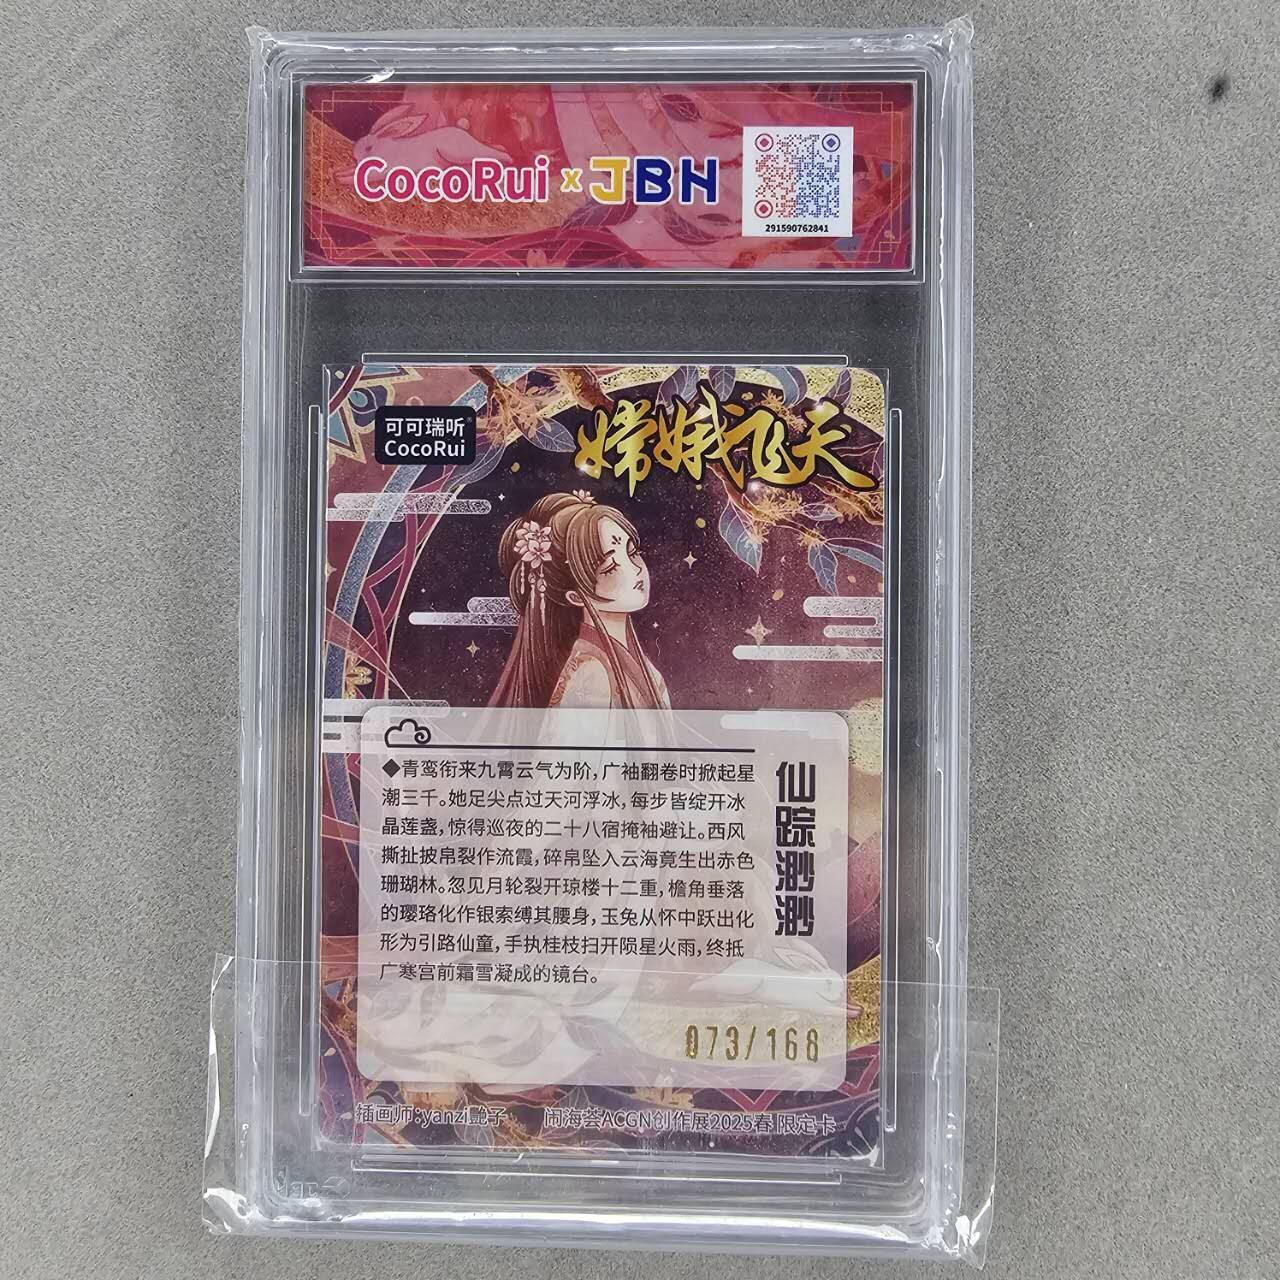 CocoRui x JBH
291590762841
可可瑞听®
CocoRui
嫦娥飞天
仙踪渺渺
◆青鸾衔来九霄云气为阶,广袖翻卷时掀起星
潮三千。她足尖点过天河浮冰,每步皆绽开冰
晶莲盏,惊得巡夜的二十八宿掩袖避让。西风
撕扯披帛裂作流霞,碎帛坠入云海竟生出赤色
珊瑚林。忽见月轮裂开琼楼十二重,檐角垂落
的璎珞化作银索缚其腰身,玉兔从怀中跃出化
形为引路仙童,手执桂枝扫开陨星火雨,终抵
广寒宫前霜雪凝成的镜台。
073/168
插画师:yanzi艳子 闹海荟ACGN创作展2025春 限定卡